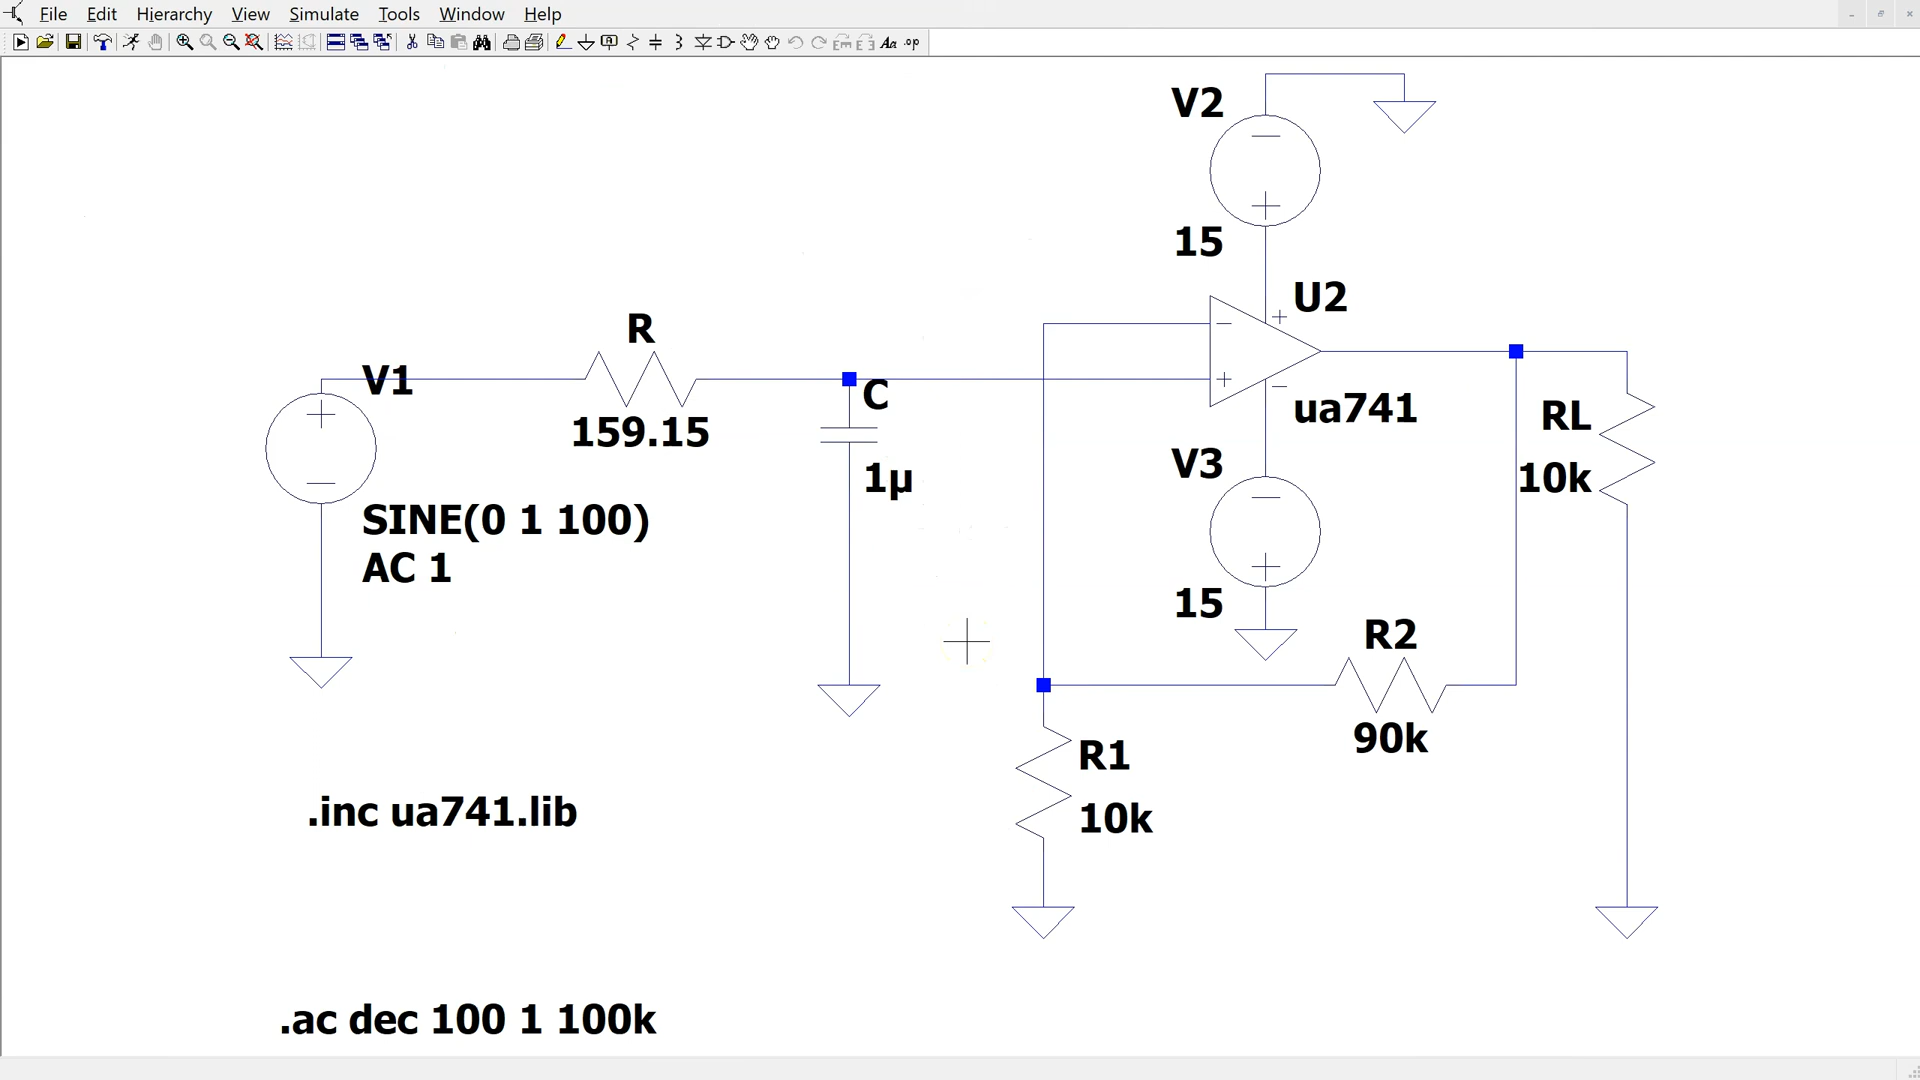 File Edit Hierarchy View Simulate Tools Window Help
V2
15
U2
R
V1
159.15
C
1µ
ua741
RL
10k
V3
15
SINE(0 1 100)
AC 1
R2
90k
R1
10k
.inc ua741.lib
.ac dec 100 1 100k